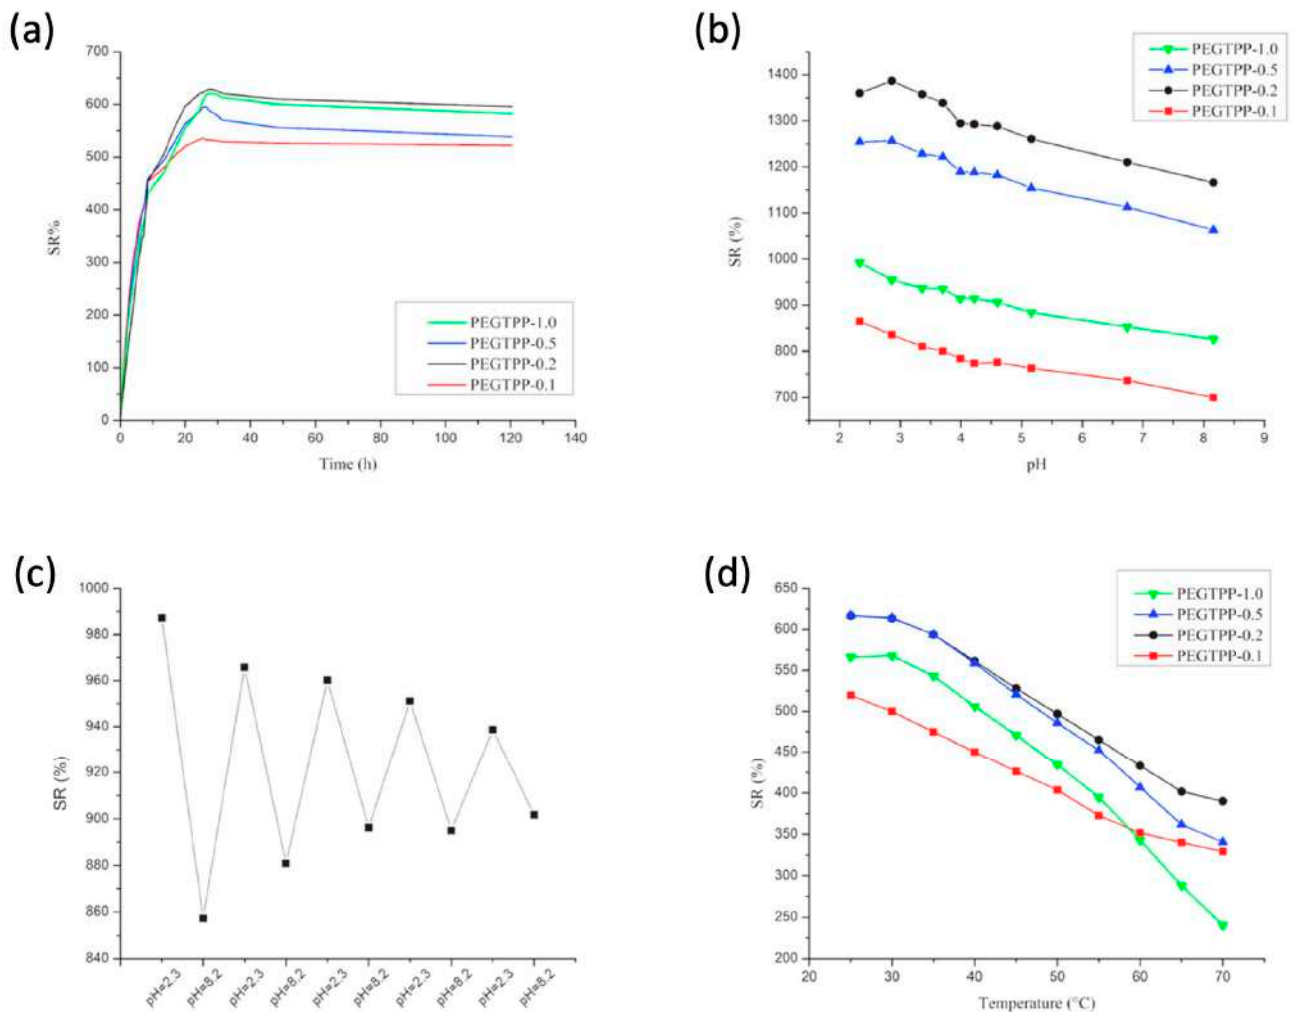 (a)
700
600
500
400
300
200
100
0
SR%
0 20 40 60 80 100 120 140
Time (h)
PEGTPP-1.0
PEGTPP-0.5
PEGTPP-0.2
PEGTPP-0.1
(b)
PEGTPP-1.0
PEGTPP-0.5
PEGTPP-0.2
PEGTPP-0.1
1400
1300
1200
1100
1000
900
800
700
SR (%)
2 3 4 5 6 7 8 9
pH
(c)
1000
980
960
940
920
900
880
860
840
SR (%)
pH=2.3 pH=8.2 pH=2.3 pH=8.2 pH=2.3 pH=8.2 pH=2.3 pH=8.2 pH=2.3 pH=8.2
(d)
PEGTPP-1.0
PEGTPP-0.5
PEGTPP-0.2
PEGTPP-0.1
650
600
550
500
450
400
350
300
250
200
SR (%)
20 30 40 50 60 70
Temperature (°C)